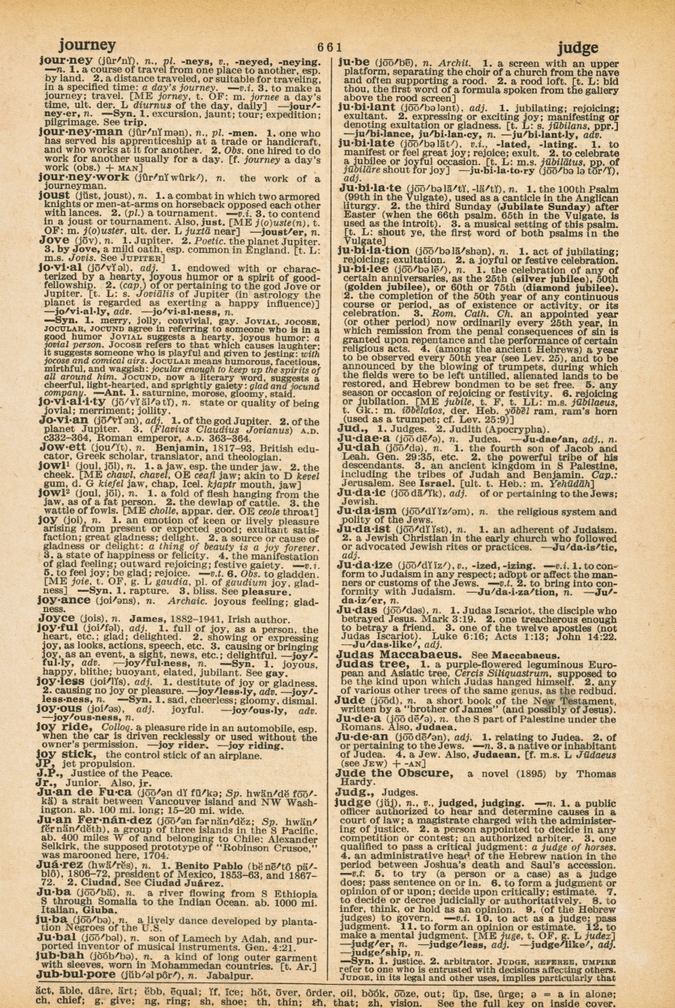 journey
661
judge
jour·ney (jûr′nĭ), n., pl. -neys, v., -neyed, -neying.
—n. 1. a course of travel from one place to another, esp.
by land. 2. a distance traveled, or suitable for traveling,
in a specified time: a day's journey. —v.i. 3. to make a
journey; travel. [ME jorney, t. OF: m. jornee a day's
time, ult. der. L diurnus of the day, daily] —jour′-
ney·er, n. —Syn. 1. excursion, jaunt; tour; expedition;
pilgrimage. See trip.
jour·ney·man (jûr′nĭ mən), n., pl. -men. 1. one who
has served his apprenticeship at a trade or handicraft,
and who works at it for another. 2. Obs. one hired to do
work for another usually for a day. [f. journey a day's
work (obs.) + MAN]
jour·ney·work (jûr′nĭ wûrk′), n. the work of a
journeyman.
joust (jŭst, joust), n. 1. a combat in which two armored
knights or men-at-arms on horseback opposed each other
with lances. 2. (pl.) a tournament. —v.i. 3. to contend
in a joust or tournament. Also, just. [ME j(o)uste(n), t.
OF: m. j(o)uster, ult. der. L juxtā near] —joust′er, n.
Jove (jōv), n. 1. Jupiter. 2. Poetic. the planet Jupiter.
3. by Jove, a mild oath, esp. common in England. [t. L:
m.s. Jovis. See JUPITER]
jo·vi·al (jō′vĭ əl), adj. 1. endowed with or charac-
terized by a hearty, joyous humor or a spirit of good-
fellowship. 2. (cap.) of or pertaining to the god Jove or
Jupiter. [t. L: s. Joviālis of Jupiter (in astrology the
planet is regarded as exerting a happy influence)]
—jo′vi·al·ly, adv. —jo′vi·al·ness, n.
—Syn. 1. merry, jolly, convivial, gay. JOVIAL, JOCOSE,
JOCULAR, JOCUND agree in referring to someone who is in a
good humor. JOVIAL suggests a hearty, joyous humor: a
jovial person. JOCOSE refers to that which causes laughter;
it suggests someone who is playful and given to jesting: with
jocose and comical airs. JOCULAR means humorous, facetious,
mirthful, and waggish: jocular enough to keep up the spirits of
all around him. JOCUND, now a literary word, suggests a
cheerful, light-hearted, and sprightly gaiety: glad and jocund
company. —Ant. 1. saturnine, morose, gloomy, staid.
jo·vi·al·i·ty (jō′vĭ ăl′ə tĭ), n. state or quality of being
jovial; merriment; jollity.
Jo·vi·an (jō′vĭ ən), adj. 1. of the god Jupiter. 2. of the
planet Jupiter. 3. (Flavius Claudius Jovianus) A.D.
c332–364, Roman emperor, A.D. 363–364.
Jow·ett (jou′ĭt), n. Benjamin, 1817–93, British edu-
cator, Greek scholar, translator, and theologian.
jowl¹ (joul, jōl), n. 1. a jaw, esp. the under jaw. 2. the
cheek. [ME chawl, chavel, OE ceafl jaw; akin to D kevel
gum, d. G kiefel jaw, chap, Icel. kjaptr mouth, jaw]
jowl² (joul, jōl), n. 1. a fold of flesh hanging from the
jaw, as of a fat person. 2. the dewlap of cattle. 3. the
wattle of fowls. [ME cholle, appar. der. OE ceole throat]
joy (joi), n. 1. an emotion of keen or lively pleasure
arising from present or expected good; exultant satis-
faction; great gladness; delight. 2. a source or cause of
gladness or delight: a thing of beauty is a joy forever.
3. a state of happiness or felicity. 4. the manifestation
of glad feeling; outward rejoicing; festive gaiety. —v.i.
5. to feel joy; be glad; rejoice. —v.t. 6. Obs. to gladden.
[ME joie, t. OF, g. L gaudia, pl. of gaudium joy, glad-
ness] —Syn. 1. rapture. 3. bliss. See pleasure.
joy·ance (joi′əns), n. Archaic. joyous feeling; glad-
ness.
Joyce (jois), n. James, 1882–1941, Irish author.
joy·ful (joi′fəl), adj. 1. full of joy, as a person, the
heart, etc.; glad; delighted. 2. showing or expressing
joy, as looks, actions, speech, etc. 3. causing or bringing
joy, as an event, a sight, news, etc.; delightful. —joy′-
ful·ly, adv. —joy′ful·ness, n. —Syn. 1. joyous,
happy, blithe; buoyant, elated, jubilant. See gay.
joy·less (joi′lĭs), adj. 1. destitute of joy or gladness.
2. causing no joy or pleasure. —joy′less·ly, adv. —joy′-
less·ness, n. —Syn. 1. sad, cheerless; gloomy, dismal.
joy·ous (joi′əs), adj. joyful. —joy′ous·ly, adv.
—joy′ous·ness, n.
joy ride, Colloq. a pleasure ride in an automobile, esp.
when the car is driven recklessly or used without the
owner's permission. —joy rider. —joy riding.
joy stick, the control stick of an airplane.
JP, jet propulsion.
J.P., Justice of the Peace.
Jr., Junior. Also, jr.
Ju·an de Fu·ca (jōō′ən dĭ fū′kə; Sp. hwän′dĕ fōō′-
kä) a strait between Vancouver island and NW Wash-
ington. ab. 100 mi. long; 15–20 mi. wide.
Ju·an Fer·nán·dez (jōō′ən fər năn′dĕz; Sp. hwän′
fĕr nän′dĕth), a group of three islands in the S Pacific,
ab. 400 miles W of and belonging to Chile: Alexander
Selkirk, the supposed prototype of "Robinson Crusoe,"
was marooned here, 1704.
Juá·rez (hwä′rĕs), n. 1. Benito Pablo (bĕ nē′tô pä′-
blô), 1806–72, president of Mexico, 1853–63, and 1867–
72. 2. Ciudad. See Ciudad Juárez.
Ju·ba (jōō′bä), n. a river flowing from S Ethiopia
S through Somalia to the Indian Ocean. ab. 1000 mi.
Italian, Giuba.
ju·ba (jōō′bə), n. a lively dance developed by planta-
tion Negroes of the U.S.
Ju·bal (jōō′bəl), n. son of Lamech by Adah, and pur-
ported inventor of musical instruments. Gen. 4:21.
jub·bah (jŏŏb′bə), n. a kind of long outer garment
with sleeves, worn in Mohammedan countries. [t. Ar.]
Jub·bul·pore (jŭb′əl pōr′), n. Jabalpur.
ju·be (jōō′bē), n. Archit. 1. a screen with an upper
platform, separating the choir of a church from the nave
and often supporting a rood. 2. a rood loft. [t. L: bid
thou, the first word of a formula spoken from the gallery
above the rood screen]
ju·bi·lant (jōō′bə lənt), adj. 1. jubilating; rejoicing;
exultant. 2. expressing or exciting joy; manifesting or
denoting exultation or gladness. [t. L: s. jūbilans, ppr.]
—ju′bi·lance, ju′bi·lan·cy, n. —ju′bi·lant·ly, adv.
ju·bi·late (jōō′bə lāt′), v.i., -lated, -lating. 1. to
manifest or feel great joy; rejoice; exult. 2. to celebrate
a jubilee or joyful occasion. [t. L: m.s. jūbilātus, pp. of
jūbilāre shout for joy] —ju·bi·la·to·ry (jōō′bə lə tōr′ĭ),
adj.
Ju·bi·la·te (jōō′bə lā′tĭ, -lä′tĭ), n. 1. the 100th Psalm
(99th in the Vulgate), used as a canticle in the Anglican
liturgy. 2. the third Sunday (Jubilate Sunday) after
Easter (when the 66th psalm, 65th in the Vulgate, is
used as the introit). 3. a musical setting of this psalm.
[t. L: shout ye, the first word of both psalms in the
Vulgate]
ju·bi·la·tion (jōō′bə lā′shən), n. 1. act of jubilating;
rejoicing; exultation. 2. a joyful or festive celebration.
ju·bi·lee (jōō′bə lē′), n. 1. the celebration of any of
certain anniversaries, as the 25th (silver jubilee), 50th
(golden jubilee), or 60th or 75th (diamond jubilee).
2. the completion of the 50th year of any continuous
course or period, as of existence or activity, or its
celebration. 3. Rom. Cath. Ch. an appointed year
(or other period) now ordinarily every 25th year, in
which remission from the penal consequences of sin is
granted upon repentance and the performance of certain
religious acts. 4. (among the ancient Hebrews) a year
to be observed every 50th year (see Lev. 25), and to be
announced by the blowing of trumpets, during which
the fields were to be left untilled, alienated lands to be
restored, and Hebrew bondmen to be set free. 5. any
season or occasion of rejoicing or festivity. 6. rejoicing
or jubilation. [ME jubile, t. F, t. LL: m.s. jūbilaeus,
t. Gk.: m. iōbēlaîos, der. Heb. yōbēl ram, ram's horn
(used as a trumpet; cf. Lev. 25:9)]
Jud., 1. Judges. 2. Judith (Apocrypha).
Ju·dae·a (jōō dē′ə), n. Judea. —Ju·dae′an, adj., n.
Ju·dah (jōō′də), n. 1. the fourth son of Jacob and
Leah. Gen. 29:35, etc. 2. the powerful tribe of his
descendants. 3. an ancient kingdom in S Palestine,
including the tribes of Judah and Benjamin. Cap.:
Jerusalem. See Israel. [ult. t. Heb.: m. Yehūdāh]
Ju·da·ic (jōō dā′ĭk), adj. of or pertaining to the Jews;
Jewish.
Ju·da·ism (jōō′dĭ ĭz′əm), n. the religious system and
polity of the Jews.
Ju·da·ist (jōō′dĭ ĭst), n. 1. an adherent of Judaism.
2. a Jewish Christian in the early church who followed
or advocated Jewish rites or practices. —Ju′da·is′tic,
adj.
Ju·da·ize (jōō′dĭ īz′), v., -ized, -izing. —v.i. 1. to con-
form to Judaism in any respect; adopt or affect the man-
ners or customs of the Jews. —v.t. 2. to bring into con-
formity with Judaism. —Ju′da·i·za′tion, n. —Ju′-
da·iz′er, n.
Ju·das (jōō′dəs), n. 1. Judas Iscariot, the disciple who
betrayed Jesus. Mark 3:19. 2. one treacherous enough
to betray a friend. 3. one of the twelve apostles (not
Judas Iscariot). Luke 6:16; Acts 1:13; John 14:22.
—Ju′das·like′, adj.
Judas Maccabaeus. See Maccabaeus.
Judas tree, 1. a purple-flowered leguminous Euro-
pean and Asiatic tree, Cercis Siliquastrum, supposed to
be the kind upon which Judas hanged himself. 2. any
of various other trees of the same genus, as the redbud.
Jude (jōōd), n. a short book of the New Testament,
written by a "brother of James" (and possibly of Jesus).
Ju·de·a (jōō dē′ə), n. the S part of Palestine under the
Romans. Also, Judaea.
Ju·de·an (jōō dē′ən), adj. 1. relating to Judea. 2. of
or pertaining to the Jews. —n. 3. a native or inhabitant
of Judea. 4. a Jew. Also, Judaean. [f. m.s. L Jūdaeus
(see JEW) + -AN]
Jude the Obscure, a novel (1895) by Thomas
Hardy.
Judg., Judges.
judge (jŭj), n., v., judged, judging. —n. 1. a public
officer authorized to hear and determine causes in a
court of law; a magistrate charged with the administer-
ing of justice. 2. a person appointed to decide in any
competition or contest; an authorized arbiter. 3. one
qualified to pass a critical judgment: a judge of horses.
4. an administrative head of the Hebrew nation in the
period between Joshua's death and Saul's accession.
—v.t. 5. to try (a person or a case) as a judge
does; pass sentence on or in. 6. to form a judgment or
opinion of or upon; decide upon critically; estimate. 7.
to decide or decree judicially or authoritatively. 8. to
infer, think, or hold as an opinion. 9. (of the Hebrew
judges) to govern. —v.i. 10. to act as a judge; pass
judgment. 11. to form an opinion or estimate. 12. to
make a mental judgment. [ME juge, t. OF, g. L judex]
—judg′er, n. —judge′less, adj. —judge′like′, adj.
—judge′ship, n.
—Syn. 1. justice. 2. arbitrator. JUDGE, REFEREE, UMPIRE
refer to one who is entrusted with decisions affecting others.
JUDGE, in its legal and other uses, implies particularly that
ăct, āble, dâre, ärt; ĕbb, ēqual; ĭf, īce; hŏt, ōver, ôrder, oil, bŏŏk, ōōze, out; ŭp, ūse, ûrge; ə = a in alone;
ch, chief; g, give; ng, ring; sh, shoe; th, thin; th, that; zh, vision. See the full key on inside cover.